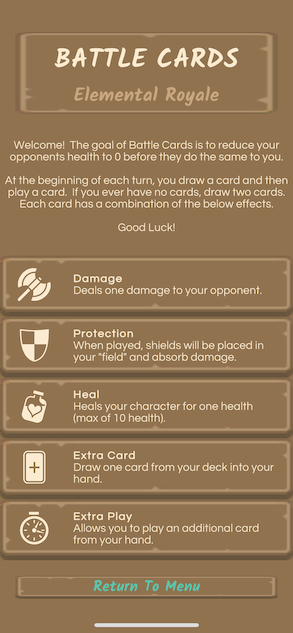 BATTLE CARDS
Elemental Royale
Welcome! The goal of Battle Cards is to reduce your
opponents health to 0 before they do the same to you.
At the beginning of each turn, you draw a card and then
play a card. If you ever have no cards, draw two cards.
Each card has a combination of the below effects.
Good Luck!
Damage
Deals one damage to your opponent.
Protection
When played, shields will be placed in
your "field" and absorb damage.
Heal
Heals your character for one health
(max of 10 health).
Extra Card
Draw one card from your deck into your
hand.
Extra Play
Allows you to play an additional card
from your hand.
Return To Menu